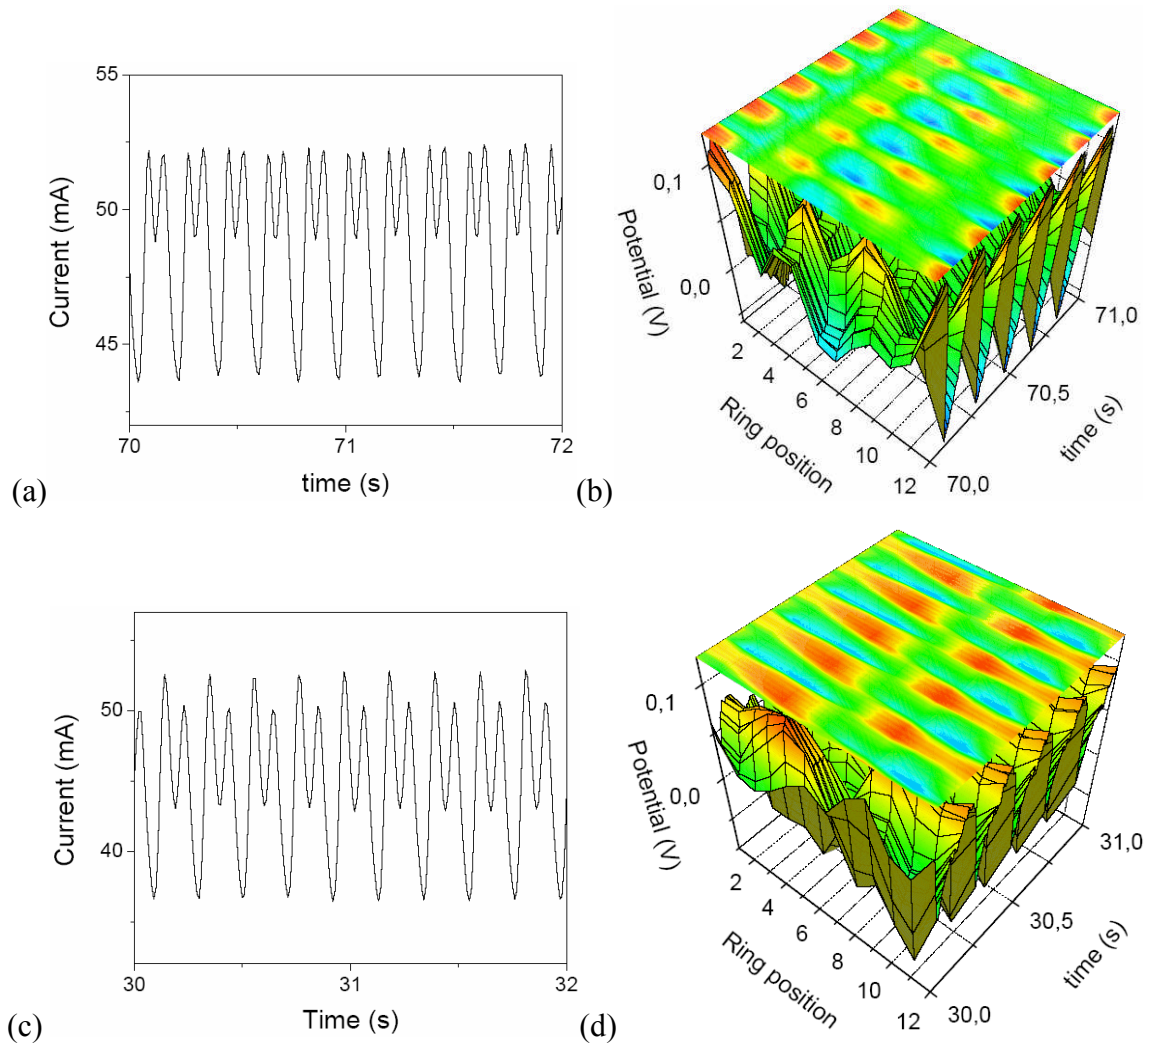 55
50
45
70
71
72
Current (mA)
time (s)
(a)
0,1
0,0
Potential (V)
2
4
6
8
10
12
Ring position
70,0
70,5
71,0
time (s)
(b)
50
40
30
31
32
Current (mA)
Time (s)
(c)
0,1
0,0
Potential (V)
2
4
6
8
10
12
Ring position
30,0
30,5
31,0
time (s)
(d)